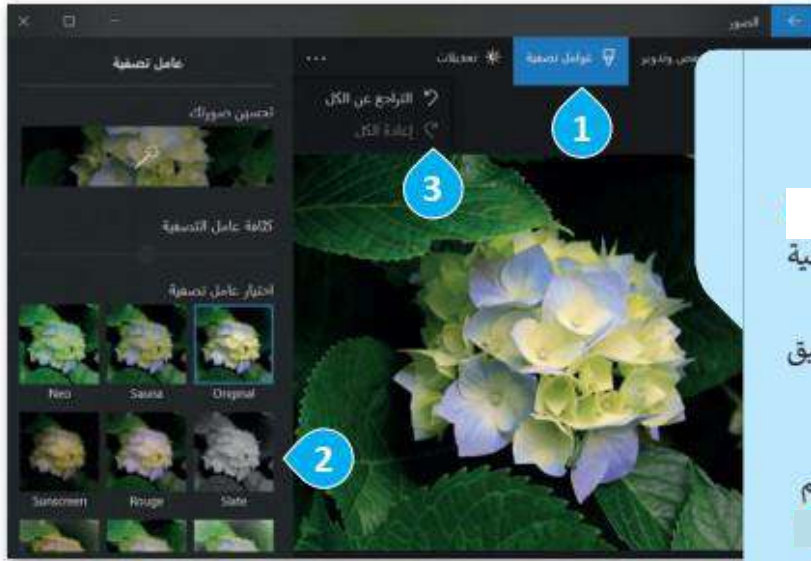 الصور
قص وتدوير
عوامل تصفية
تعديلات
...
عامل تصفية
التراجع عن الكل
إعادة الكل
1
3
تحسين صورتك
كثافة عامل التصفية
اختيار عامل تصفية
Original
Sauna
Neo
2
Slate
Rouge
Sunscreen